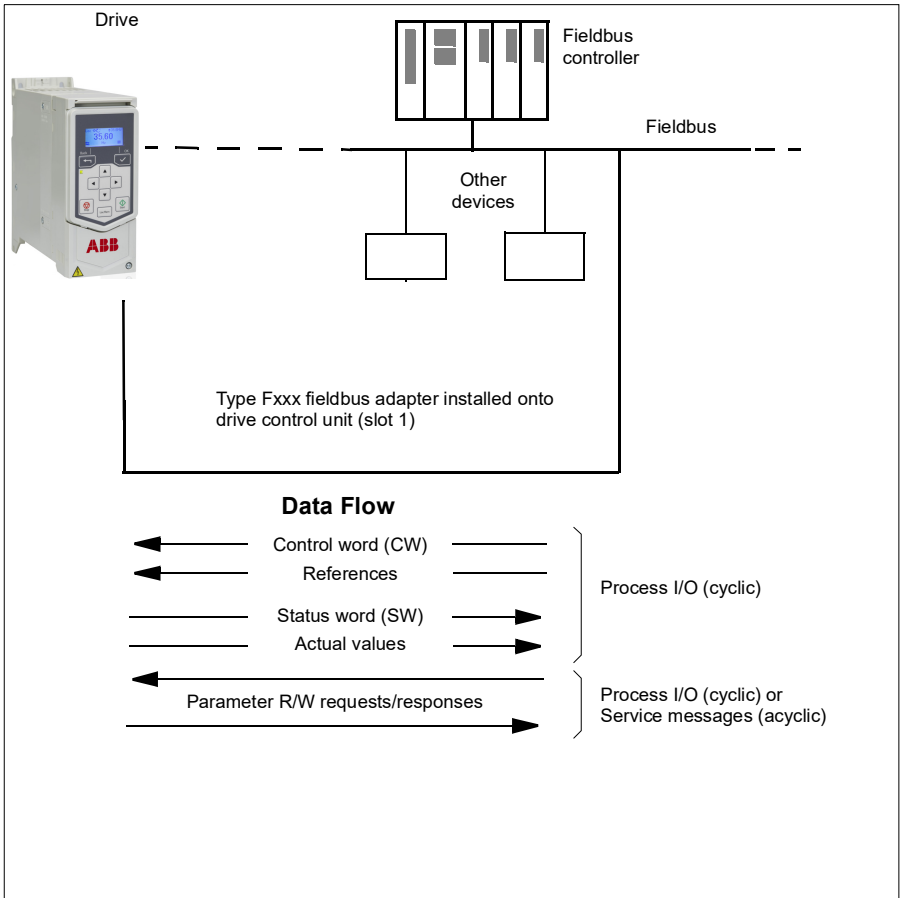 Drive
Fieldbus
controller
Fieldbus
Other
devices
35.60
ABB
Type Fxxx fieldbus adapter installed onto
drive control unit (slot 1)
Data Flow
Control word (CW)
References
Process I/O (cyclic)
Status word (SW)
Actual values
Parameter R/W requests/responses
Process I/O (cyclic) or
Service messages (acyclic)